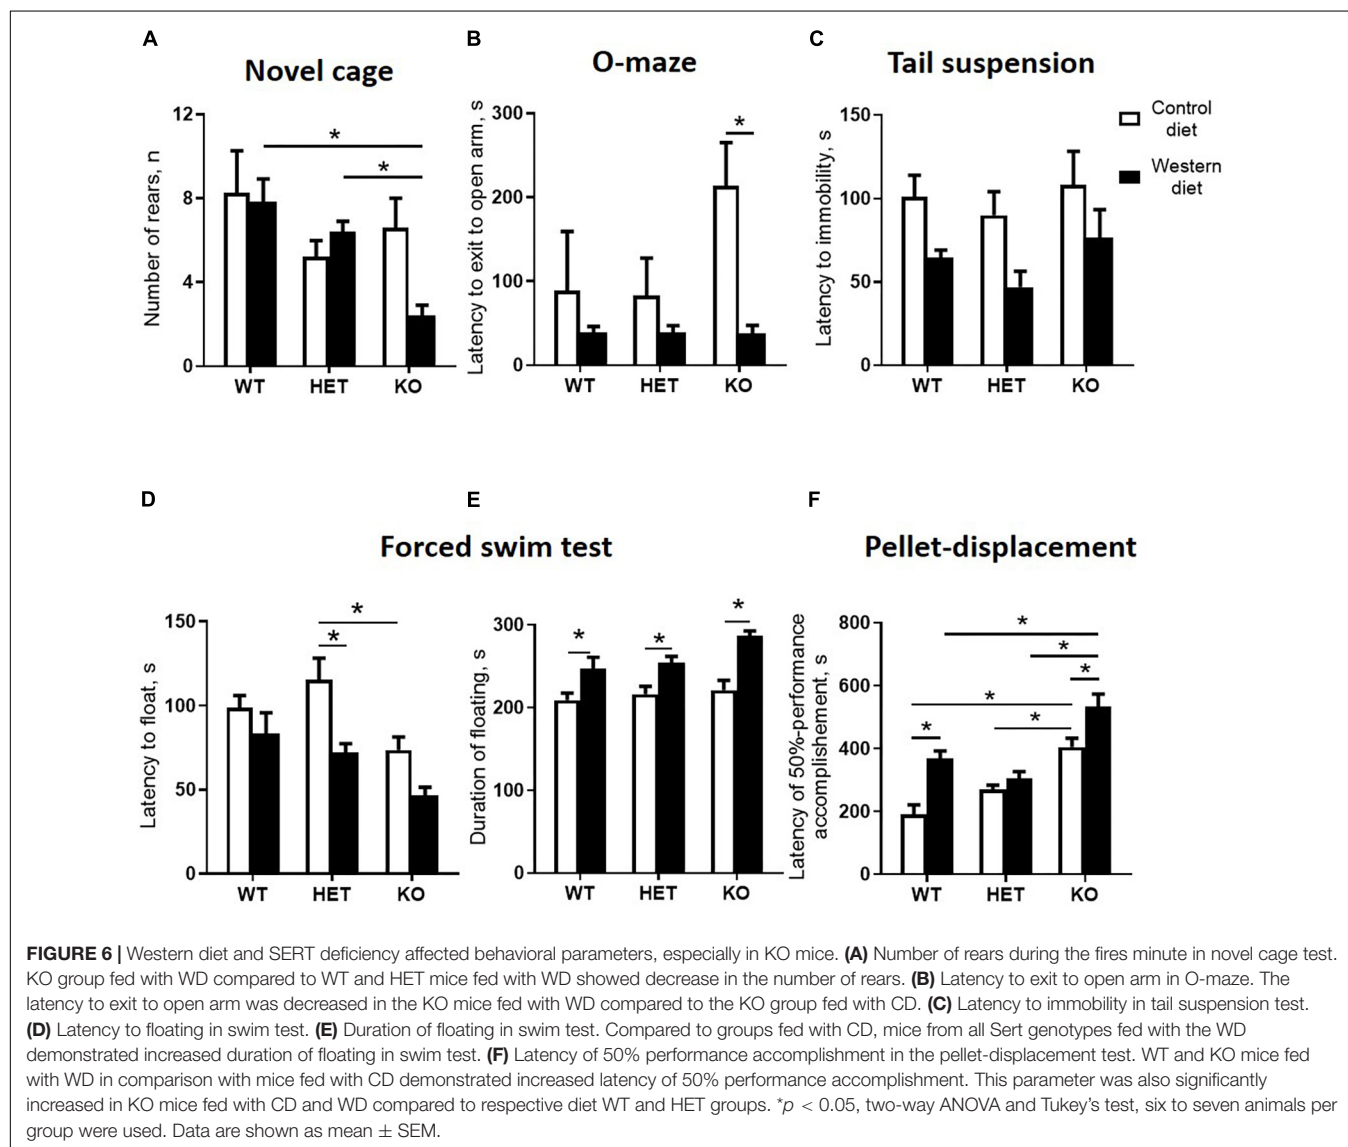 A
Novel cage
Number of rears, n
12
8
4
0
*
*
WT HET KO
B
O-maze
Latency to exit to open arm, s
300
200
100
0
*
WT HET KO
C
Tail suspension
Latency to immobility, s
150
100
50
0
WT HET KO
Control
diet
Western
diet
D
Forced swim test
Latency to float, s
150
100
50
0
*
*
WT HET KO
E
Duration of floating, s
300
200
100
0
* * *
WT HET KO
F
Pellet-displacement
Latency of 50%-performance
accomplishement, s
800
600
400
200
0
*
*
*
*
*
*
WT HET KO
FIGURE 6 | Western diet and SERT deficiency affected behavioral parameters, especially in KO mice. (A) Number of rears during the fires minute in novel cage test.
KO group fed with WD compared to WT and HET mice fed with WD showed decrease in the number of rears. (B) Latency to exit to open arm in O-maze. The
latency to exit to open arm was decreased in the KO mice fed with WD compared to the KO group fed with CD. (C) Latency to immobility in tail suspension test.
(D) Latency to floating in swim test. (E) Duration of floating in swim test. Compared to groups fed with CD, mice from all Sert genotypes fed with the WD
demonstrated increased duration of floating in swim test. (F) Latency of 50% performance accomplishment in the pellet-displacement test. WT and KO mice fed
with WD in comparison with mice fed with CD demonstrated increased latency of 50% performance accomplishment. This parameter was also significantly
increased in KO mice fed with CD and WD compared to respective diet WT and HET groups. *p < 0.05, two-way ANOVA and Tukey's test, six to seven animals per
group were used. Data are shown as mean ± SEM.